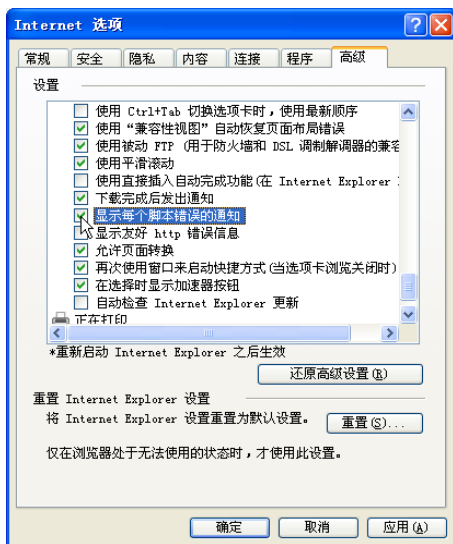 Internet 选项
常规 安全 隐私 内容 连接 程序 高级
设置
使用 Ctrl+Tab 切换选项卡时，使用最新顺序
使用“兼容性视图”自动恢复页面布局错误
使用被动 FTP (用于防火墙和 DSL 调制解调器的兼容
使用平滑滚动
使用直接插入自动完成功能(在 Internet Explorer
下载完成后发出通知
显示每个脚本错误的通知
显示友好 http 错误信息
允许页面转换
再次使用窗口来启动快捷方式(当选项卡浏览关闭时)
在选择时显示加速器按钮
自动检查 Internet Explorer 更新
正在打印
*重新启动 Internet Explorer 之后生效
还原高级设置(R)
重置 Internet Explorer 设置
将 Internet Explorer 设置重置为默认设置。 重置(S)...
仅在浏览器处于无法使用的状态时，才使用此设置。
确定 取消 应用(A)